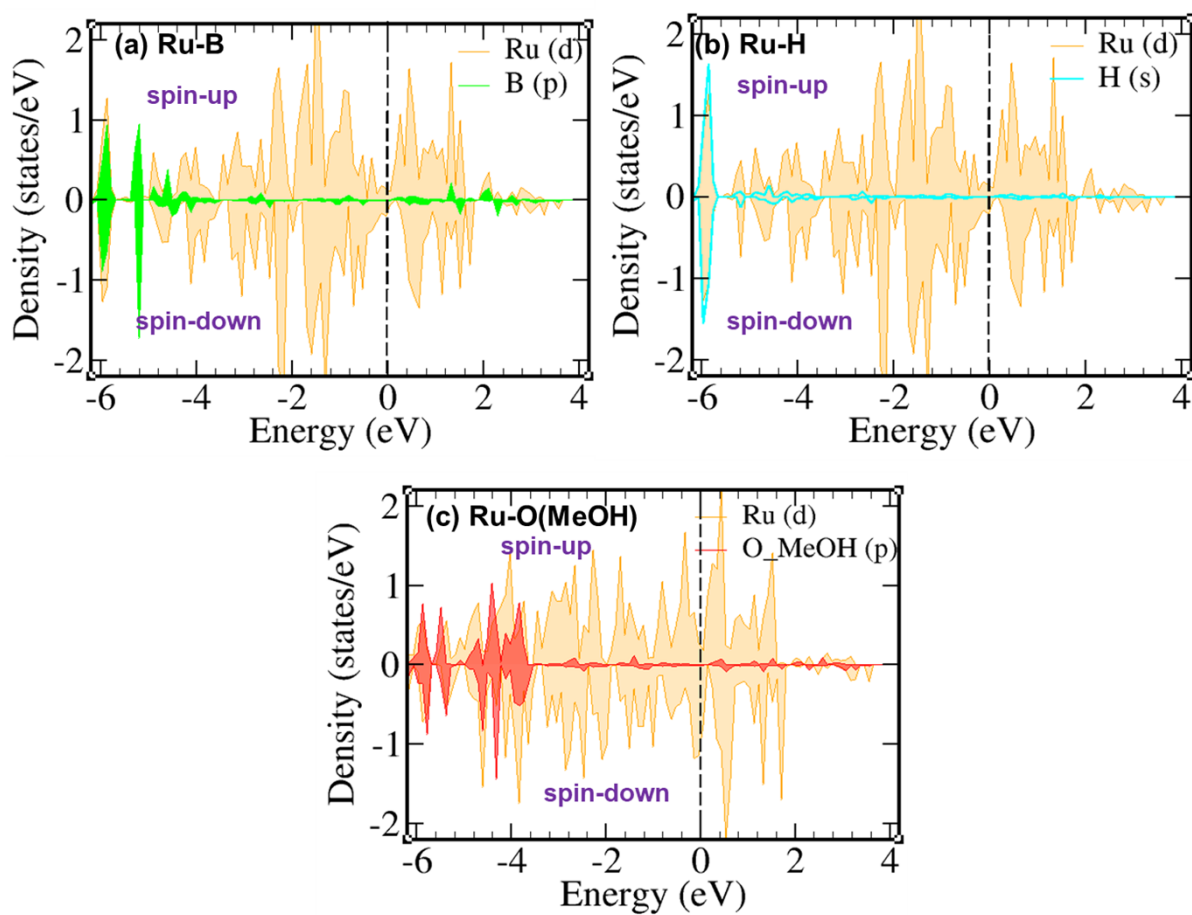 (a) Ru-B
Ru (d)
B (p)
spin-up
spin-down
2
1
0
-1
-2
Density (states/eV)
-6 -4 -2 0 2 4
Energy (eV)
(b) Ru-H
Ru (d)
H (s)
spin-up
spin-down
2
1
0
-1
-2
Density (states/eV)
-6 -4 -2 0 2 4
Energy (eV)
(c) Ru-O(MeOH)
Ru (d)
O_MeOH (p)
spin-up
spin-down
2
1
0
-1
-2
Density (states/eV)
-6 -4 -2 0 2 4
Energy (eV)